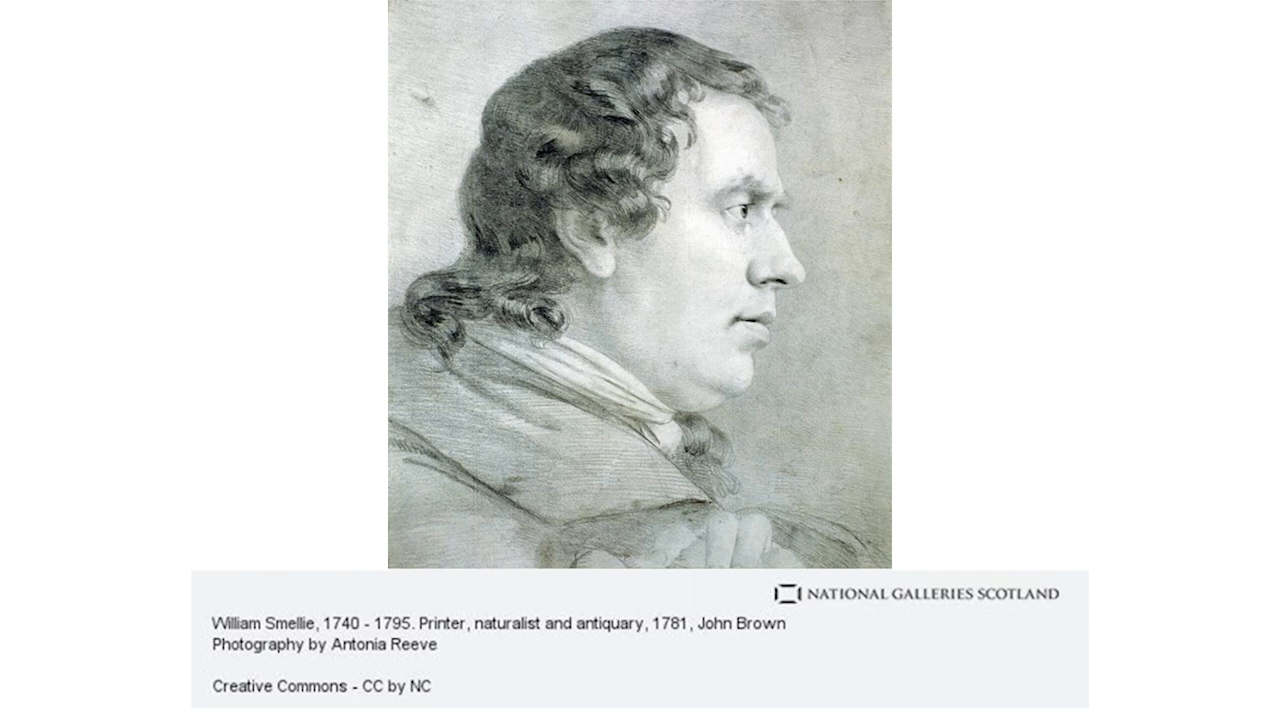 NATIONAL GALLERIES SCOTLAND
William Smellie, 1740 - 1795. Printer, naturalist and antiquary, 1781, John Brown
Photography by Antonia Reeve
Creative Commons - CC by NC